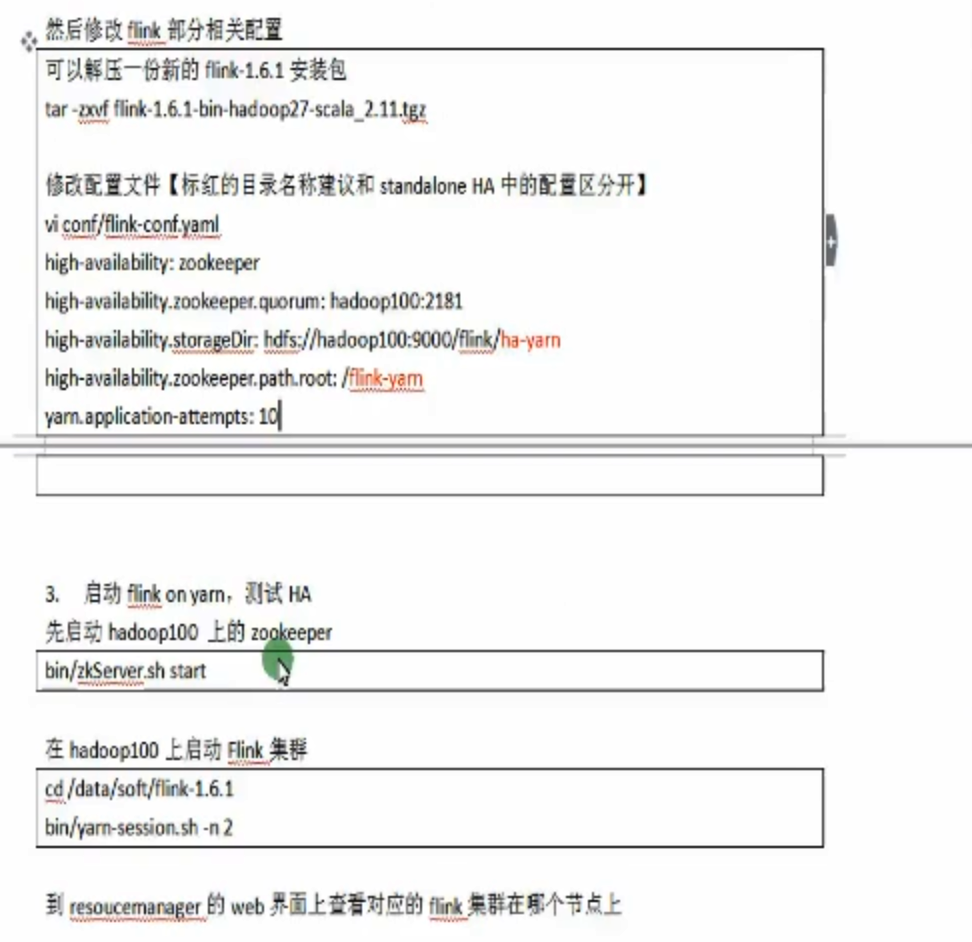 然后修改 flink 部分相关配置
可以解压一份新的 flink-1.6.1 安装包
tar -zxvf flink-1.6.1-bin-hadoop27-scala_2.11.tgz
修改配置文件【标红的目录名称建议和 standalone HA 中的配置区分开】
vi conf/flink-conf.yaml
high-availability: zookeeper
high-availability.zookeeper.quorum: hadoop100:2181
high-availability.storageDir: hdfs://hadoop100:9000/flink/ha-yarn
high-availability.zookeeper.path.root: /flink-yarn
yarn.application-attempts: 10
3. 启动 flink on yarn，测试 HA
先启动 hadoop100 上的 zookeeper
bin/zkServer.sh start
在 hadoop100 上启动 Flink 集群
cd /data/soft/flink-1.6.1
bin/yarn-session.sh -n 2
到 resoucemanager 的 web 界面上查看对应的 flink 集群在哪个节点上